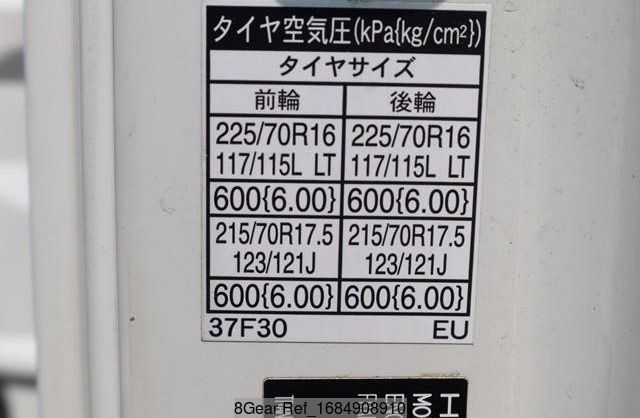 タイヤ空気圧(kPa{kg/cm²})
タイヤサイズ
前輪 後輪
225/70R16 225/70R16
117/115L LT 117/115L LT
600{6.00} 600{6.00}
215/70R17.5 215/70R17.5
123/121J 123/121J
600{6.00} 600{6.00}
37F30 EU
8Gear Ref_1684908910